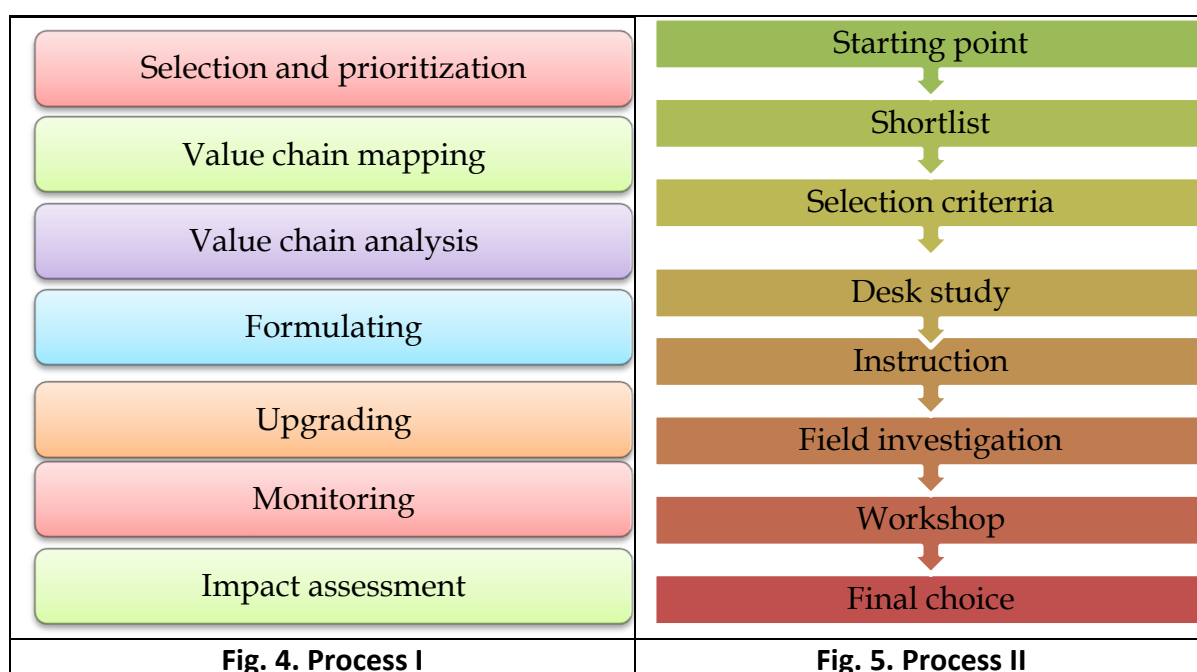 Selection and prioritization
Value chain mapping
Value chain analysis
Formulating
Upgrading
Monitoring
Impact assessment
Fig. 4. Process I
Starting point
Shortlist
Selection criterria
Desk study
Instruction
Field investigation
Workshop
Final choice
Fig. 5. Process II